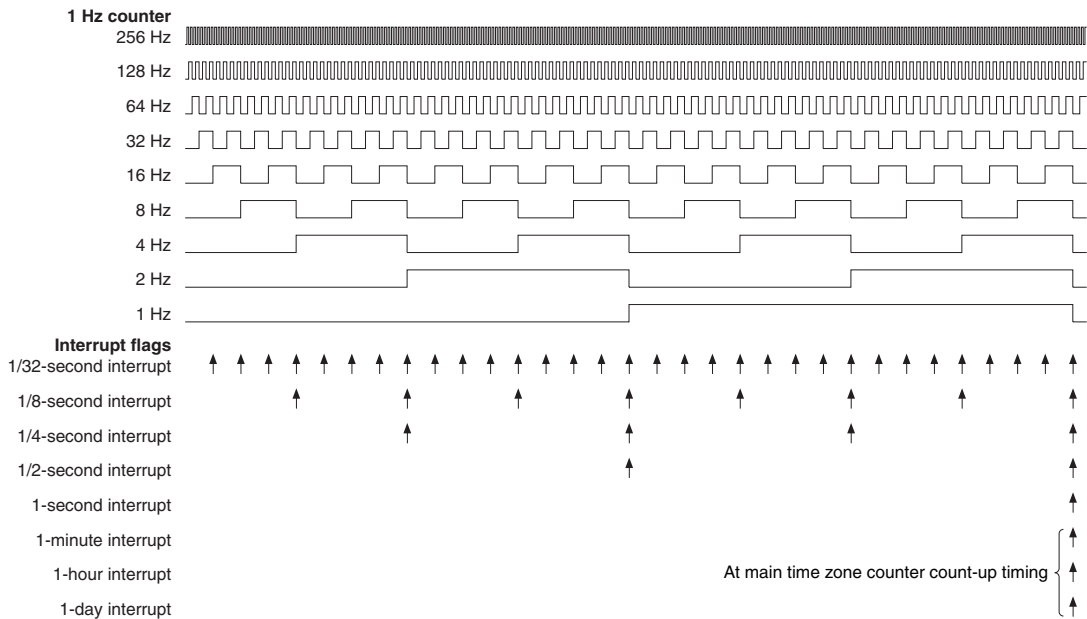 1 Hz counter
256 Hz
128 Hz
64 Hz
32 Hz
16 Hz
8 Hz
4 Hz
2 Hz
1 Hz
Interrupt flags
1/32-second interrupt
1/8-second interrupt
1/4-second interrupt
1/2-second interrupt
1-second interrupt
1-minute interrupt
1-hour interrupt
At main time zone counter count-up timing
1-day interrupt